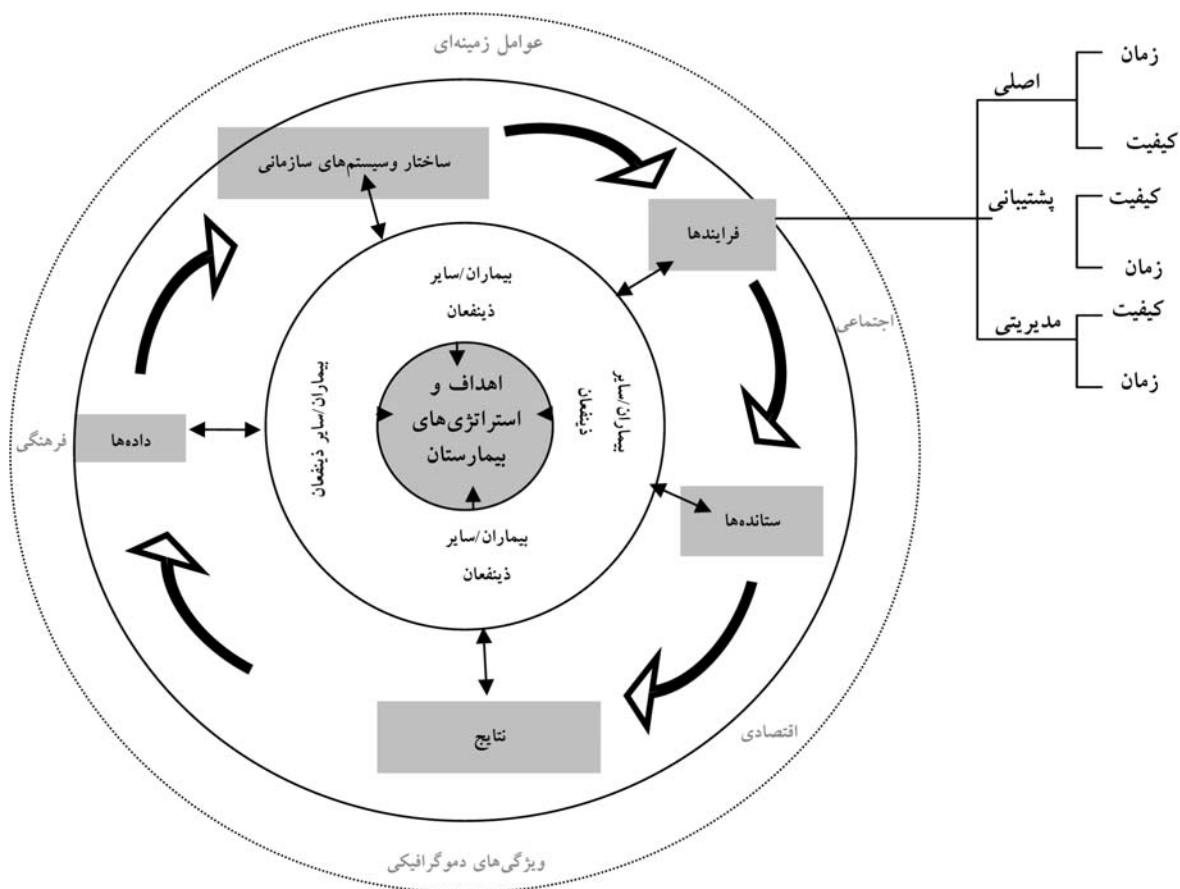 عوامل زمینه‌ای
زمان
اصلی
کیفیت
ساختار وسیستم‌های سازمانی
پشتیبانی
کیفیت
فرایندها
زمان
بیماران/سایر
ذینفعان
کیفیت
اجتماعی
مدیریتی
زمان
اهداف و
استراتژی‌های
بیمارستان
بیماران/سایر
ذینفعان
بیماران/سایر ذینفعان
داده‌ها
فرهنگی
ستانده‌ها
بیماران/سایر
ذینفعان
نتایج
اقتصادی
ویژگی‌های دموگرافیکی